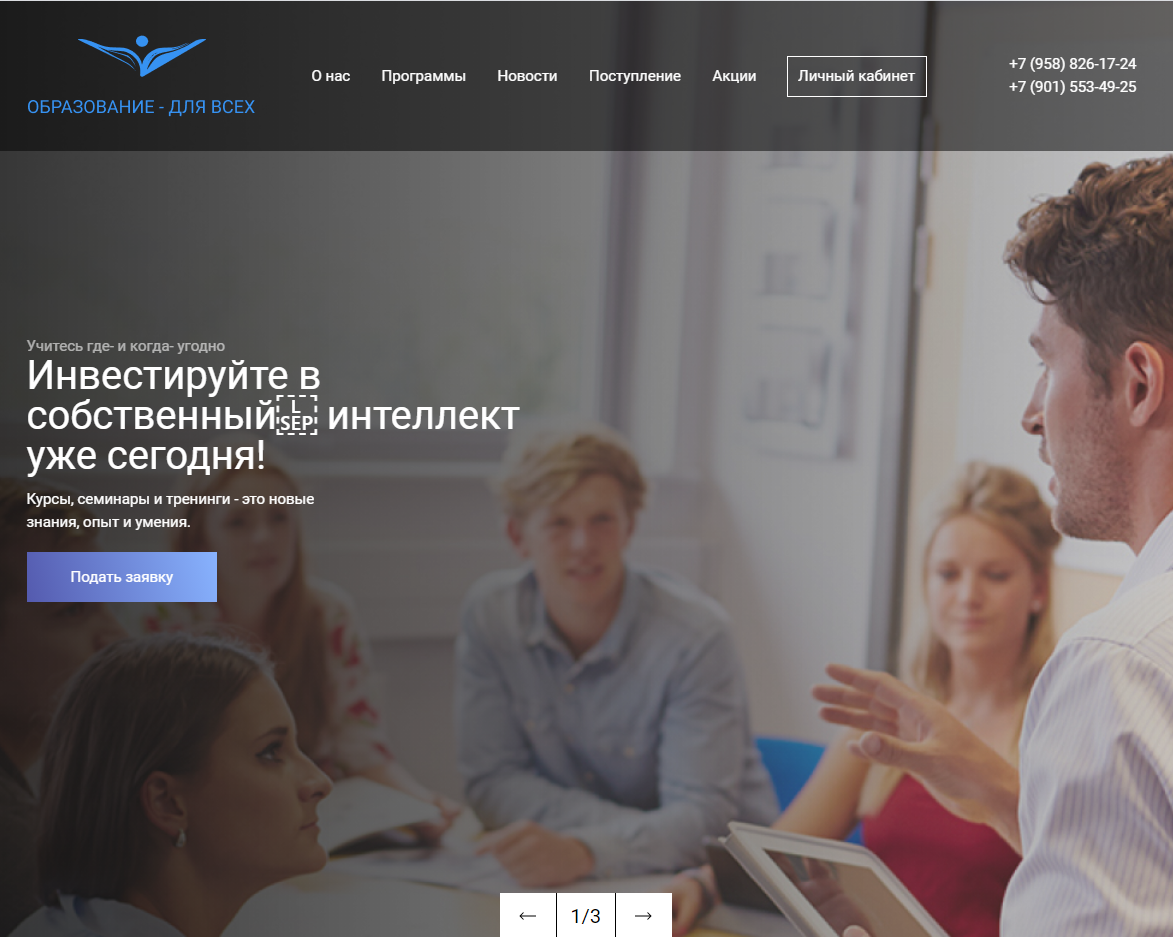 ОБРАЗОВАНИЕ - ДЛЯ ВСЕХ
О нас
Программы
Новости
Поступление
Акции
Личный кабинет
+7 (958) 826-17-24
+7 (901) 553-49-25
Учитесь где- и когда- угодно
Инвестируйте в
собственный LSEP интеллект
уже сегодня!
Курсы, семинары и тренинги - это новые
знания, опыт и умения.
Подать заявку
← 1/3 →